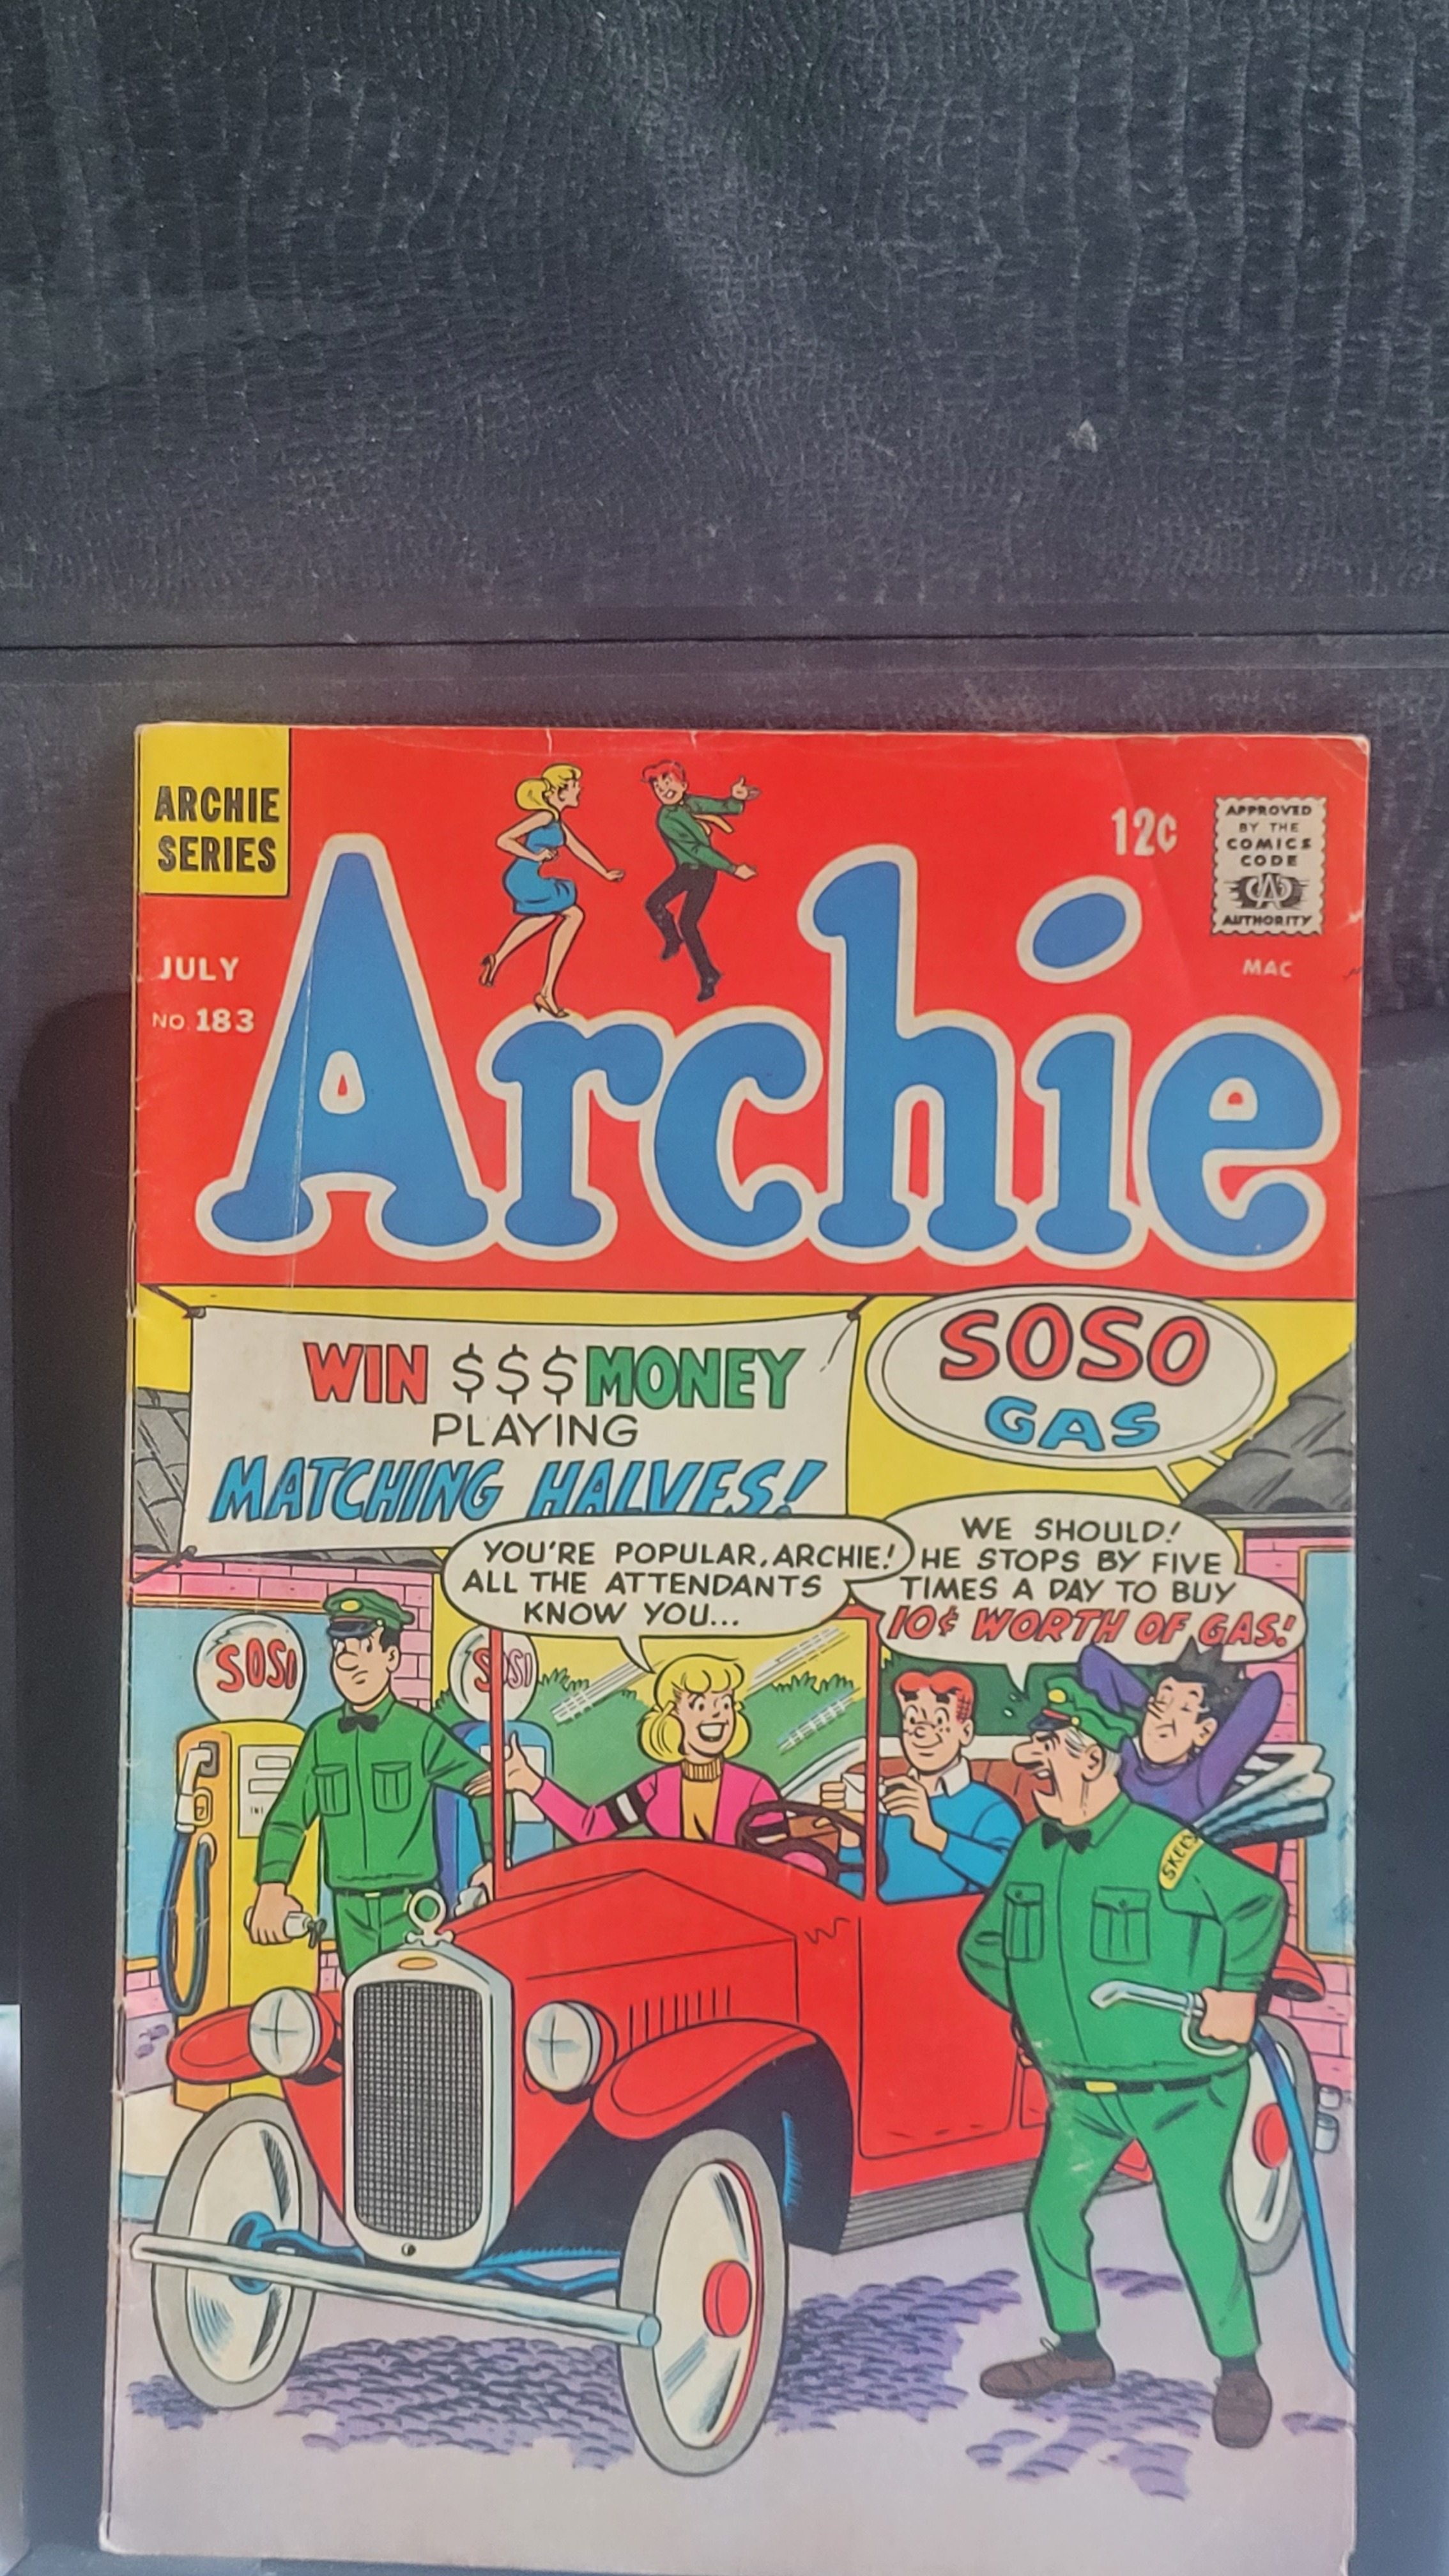 ARCHIE
SERIES
JULY
NO. 183
12¢
APPROVED
BY THE
COMICS
CODE
CA
AUTHORITY
MAC
Archie
WIN $$$ MONEY
PLAYING
MATCHING HALVES!
SOSO
GAS
YOU'RE POPULAR, ARCHIE!
ALL THE ATTENDANTS
KNOW YOU...
WE SHOULD!
HE STOPS BY FIVE
TIMES A DAY TO BUY
10¢ WORTH OF GAS!
SOSO
SOSO